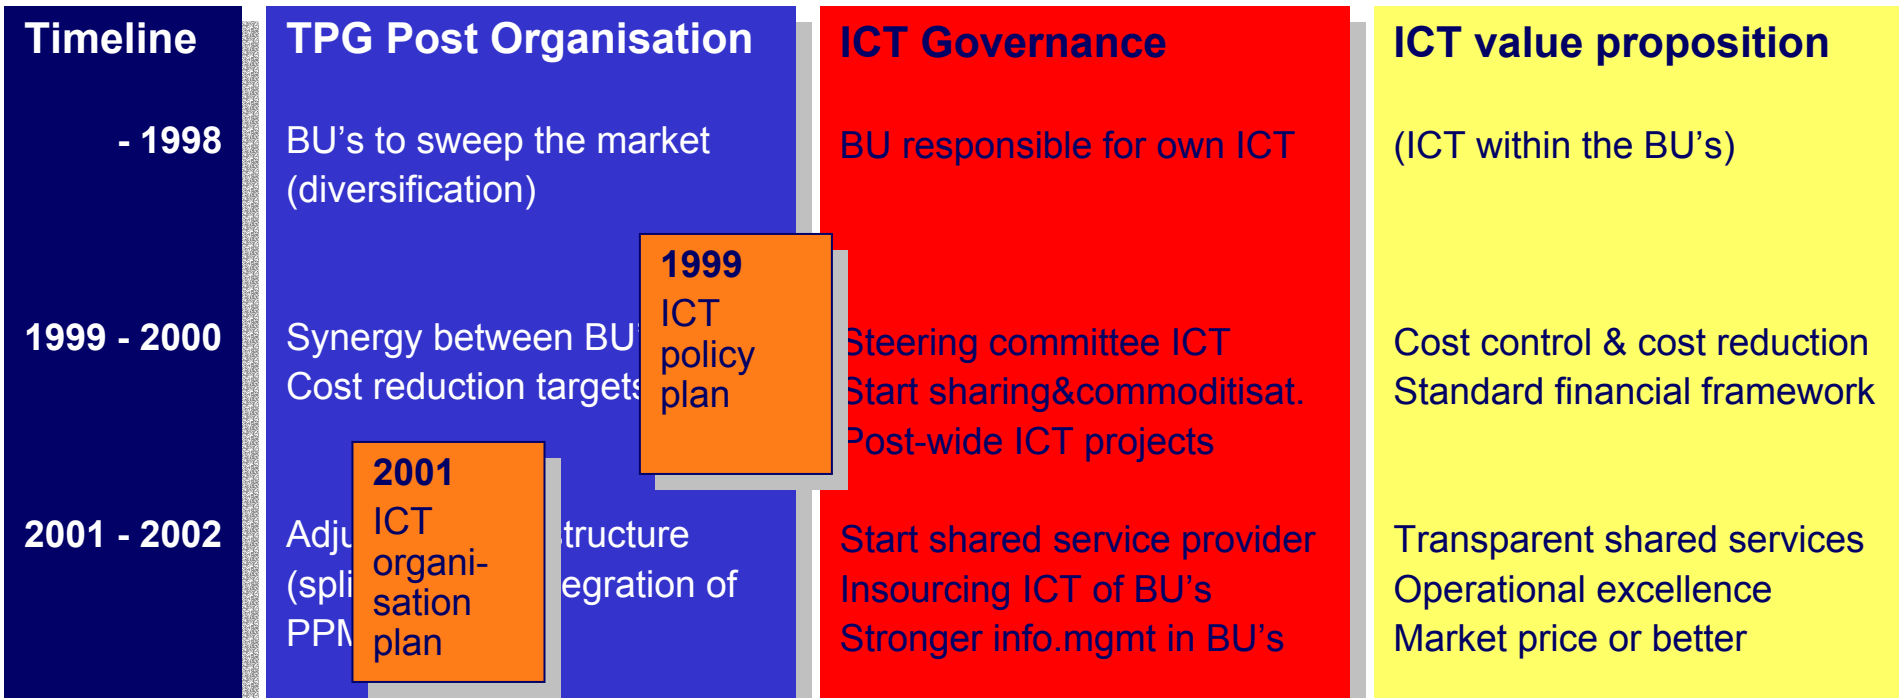 Timeline
- 1998
1999 - 2000
2001 - 2002
TPG Post Organisation
BU's to sweep the market
(diversification)
Synergy between BU'
Cost reduction targets
Adju tructure
(spli egration of
PPM
1999
ICT
policy
plan
2001
ICT
organi-
sation
plan
ICT Governance
BU responsible for own ICT
Steering committee ICT
Start sharing&commoditisat.
Post-wide ICT projects
Start shared service provider
Insourcing ICT of BU's
Stronger info.mgmt in BU's
ICT value proposition
(ICT within the BU's)
Cost control & cost reduction
Standard financial framework
Transparent shared services
Operational excellence
Market price or better